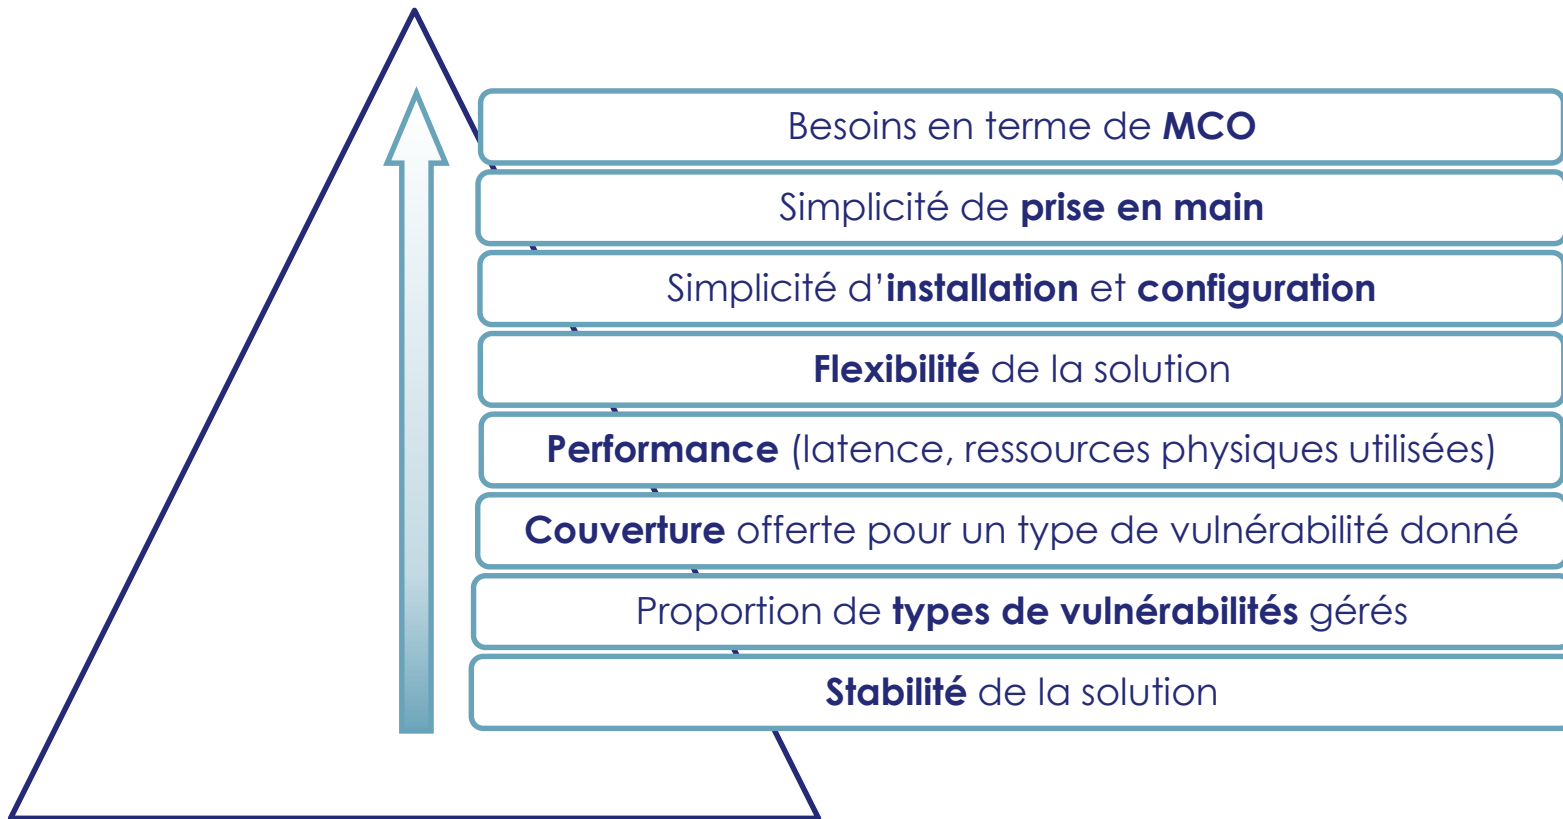 Besoins en terme de MCO
Simplicité de prise en main
Simplicité d’installation et configuration
Flexibilité de la solution
Performance (latence, ressources physiques utilisées)
Couverture offerte pour un type de vulnérabilité donné
Proportion de types de vulnérabilités gérés
Stabilité de la solution